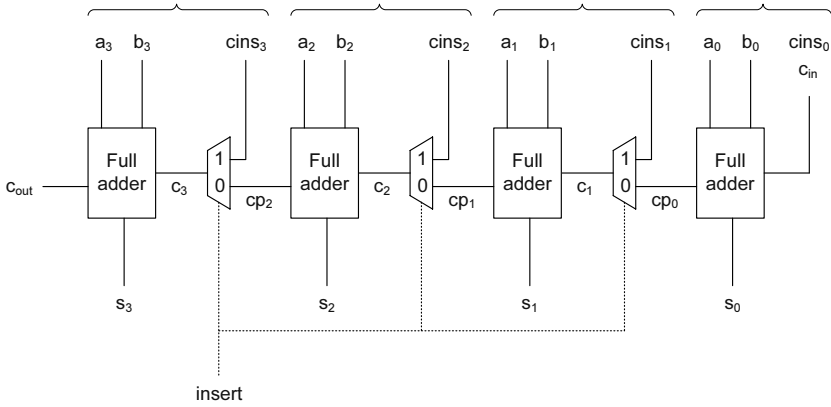 a3 b3 cins3 a2 b2 cins2 a1 b1 cins1 a0 b0 cins0
cin
Full adder
1
0
Full adder
1
0
Full adder
1
0
Full adder
cout
c3
cp2
c2
cp1
c1
cp0
s3 s2 s1 s0
insert